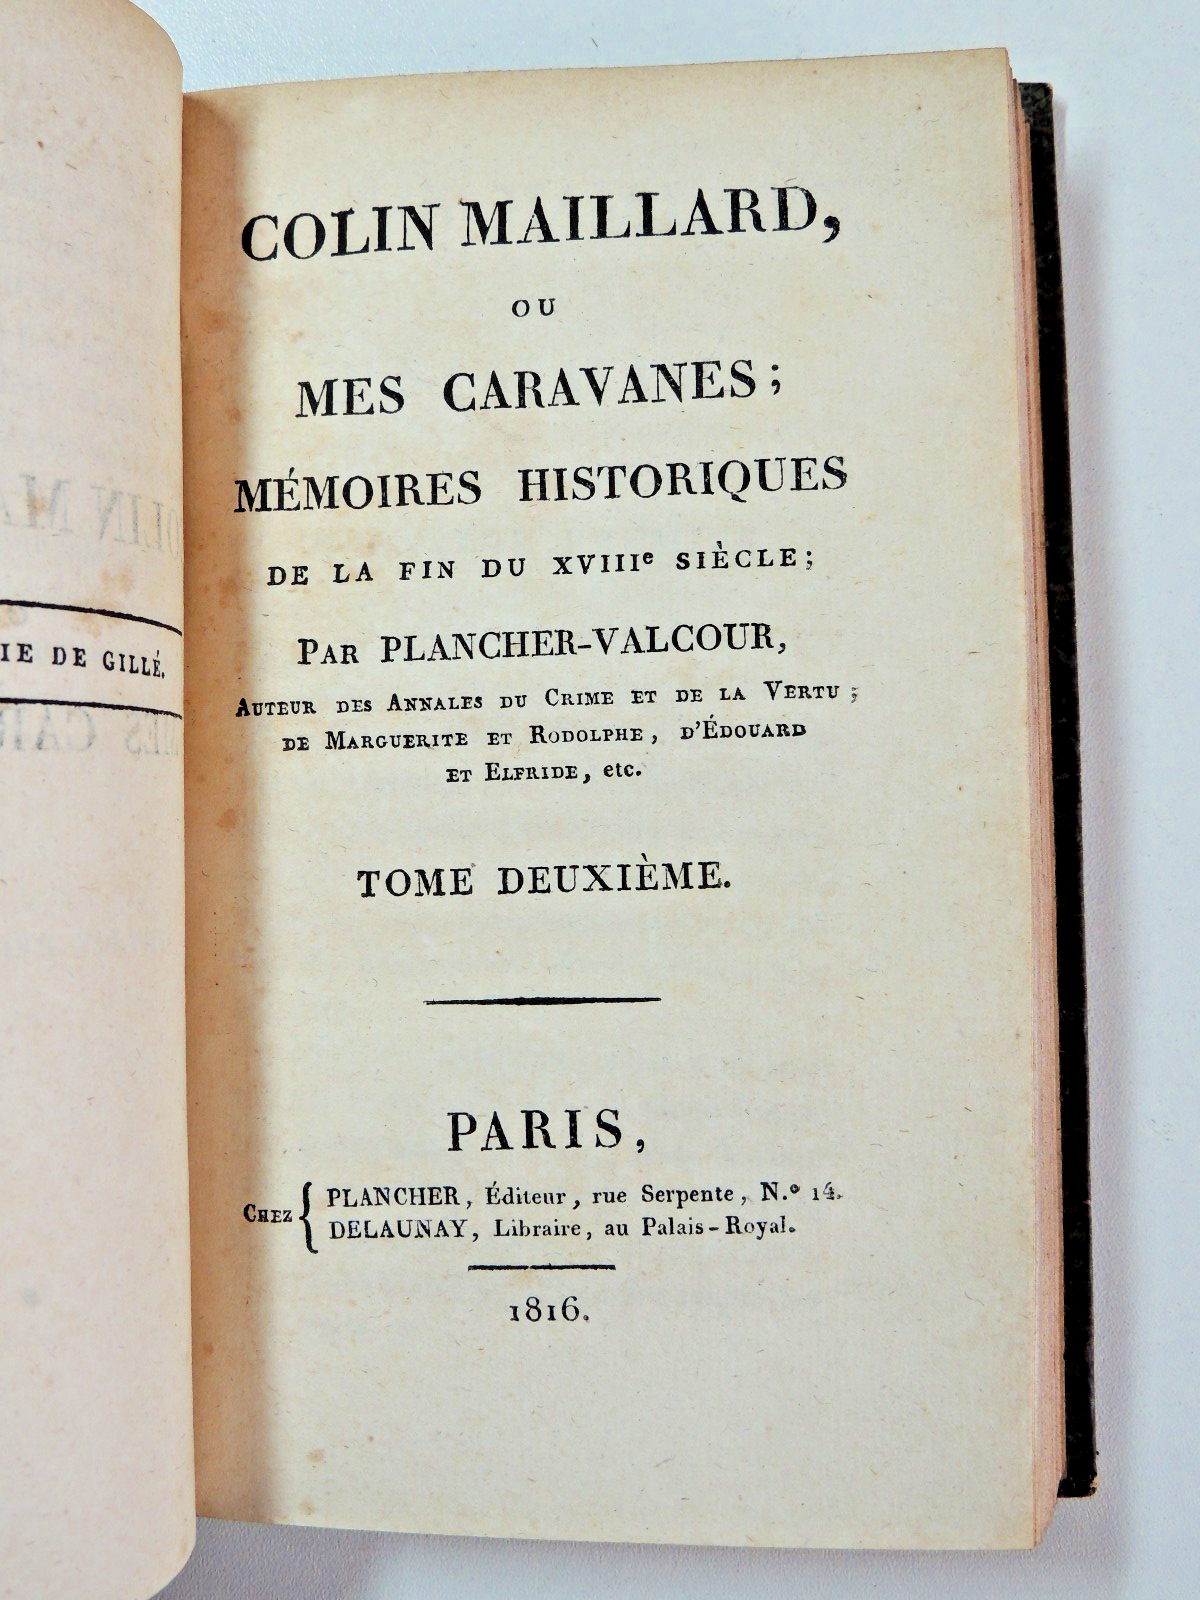 IE DE GILLÉ.
COLIN MAILLARD,
OU
MES CARAVANES;
MÉMOIRES HISTORIQUES
DE LA FIN DU XVIIIe SIÈCLE;
PAR PLANCHER-VALCOUR,
AUTEUR DES ANNALES DU CRIME ET DE LA VERTU;
DE MARGUERITE ET RODOLPHE, D'ÉDOUARD
ET ELFRIDE, etc.
TOME DEUXIÈME.
PARIS,
CHEZ { PLANCHER, Éditeur, rue Serpente, N.º 14.
DELAUNAY, Libraire, au Palais-Royal.
1816.